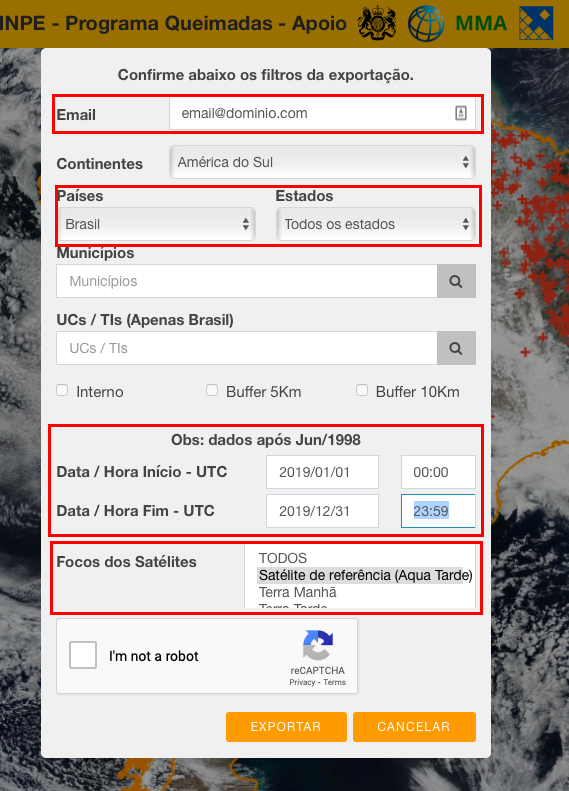 INPE - Programa Queimadas - Apoio MMA
Confirme abaixo os filtros da exportação.
Email email@dominio.com
Continentes América do Sul
Países Estados
Brasil Todos os estados
Municípios
Municípios
UCs / TIs (Apenas Brasil)
UCs / TIs
Interno Buffer 5Km Buffer 10Km
Obs: dados após Jun/1998
Data / Hora Início - UTC 2019/01/01 00:00
Data / Hora Fim - UTC 2019/12/31 23:59
Focos dos Satélites TODOS
Satélite de referência (Aqua Tarde)
Terra Manhã
Terra Tarde
I'm not a robot
reCAPTCHA
Privacy - Terms
EXPORTAR CANCELAR